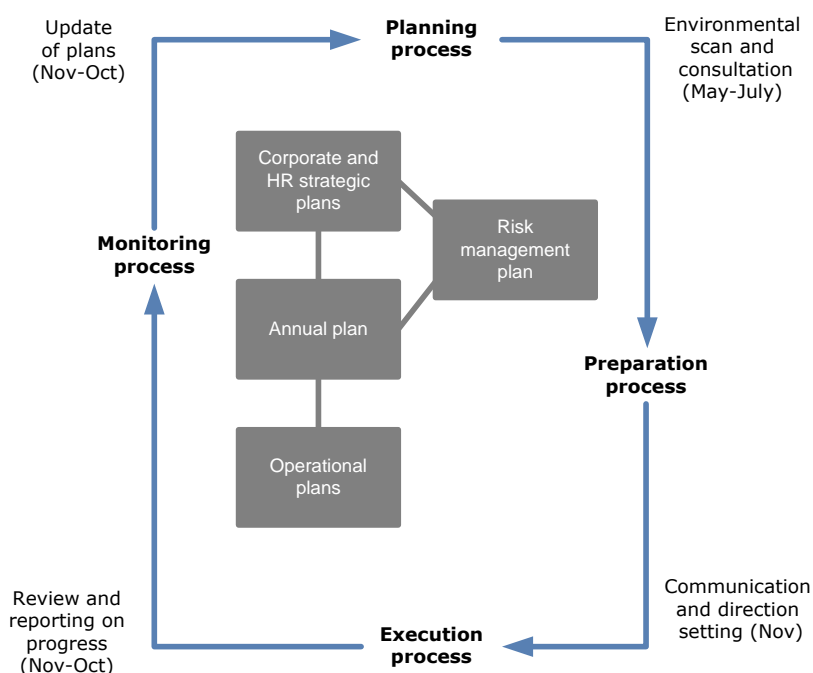 Update
of plans
(Nov-Oct)
Planning
process
Environmental
scan and
consultation
(May-July)
Corporate and
HR strategic
plans
Risk
management
plan
Monitoring
process
Annual plan
Preparation
process
Operational
plans
Review and
reporting on
progress
(Nov-Oct)
Execution
process
Communication
and direction
setting (Nov)